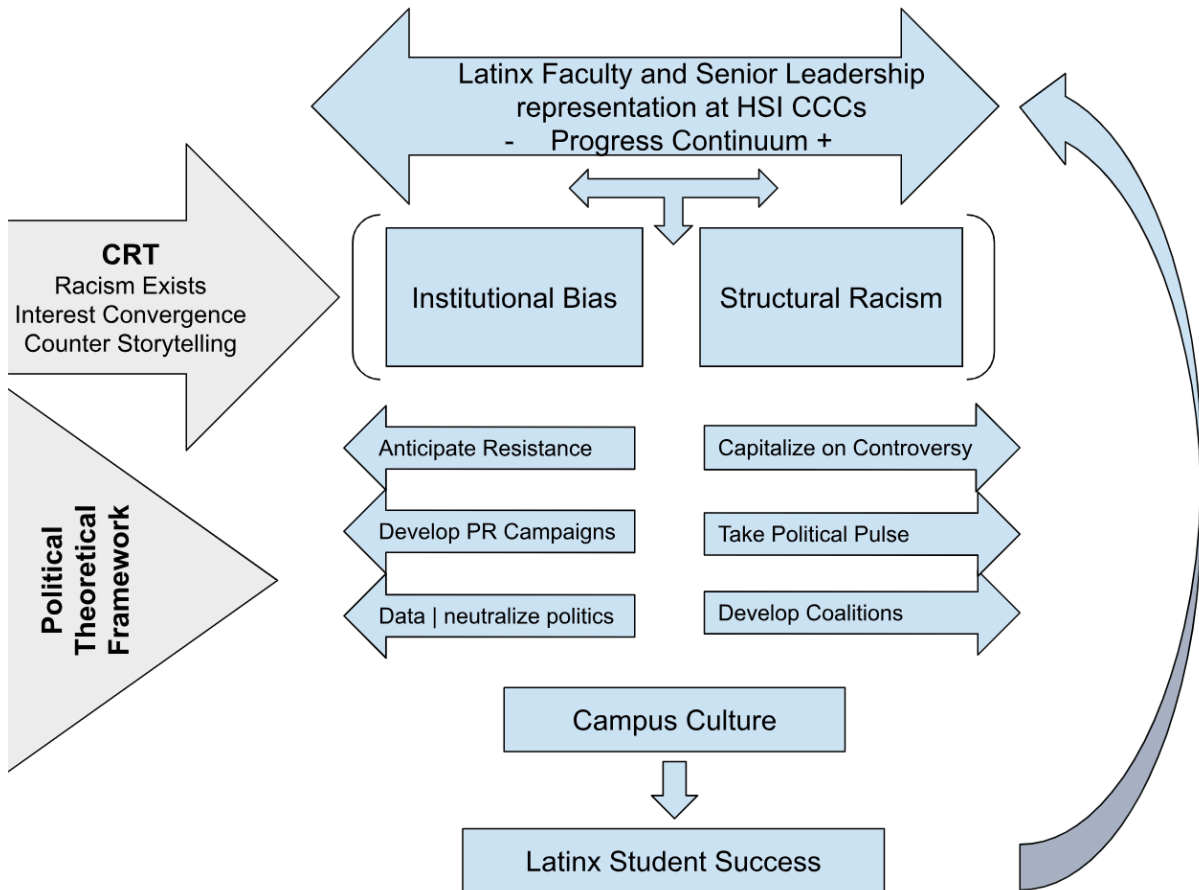 Latinx Faculty and Senior Leadership
representation at HSI CCCs
- Progress Continuum +
CRT
Racism Exists
Interest Convergence
Counter Storytelling
Institutional Bias
Structural Racism
Political
Theoretical
Framework
Anticipate Resistance
Capitalize on Controversy
Develop PR Campaigns
Take Political Pulse
Data | neutralize politics
Develop Coalitions
Campus Culture
Latinx Student Success